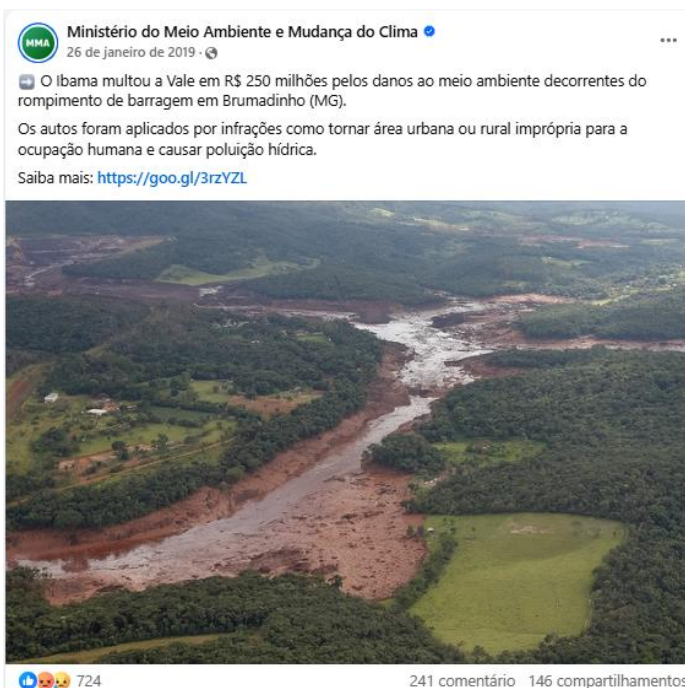 MMA
Ministério do Meio Ambiente e Mudança do Clima
26 de janeiro de 2019 ·
O Ibama multou a Vale em R$ 250 milhões pelos danos ao meio ambiente decorrentes do
rompimento de barragem em Brumadinho (MG).
Os autos foram aplicados por infrações como tornar área urbana ou rural imprópria para a
ocupação humana e causar poluição hídrica.
Saiba mais: https://goo.gl/3rzYZL
724
241 comentário 146 compartilhamentos